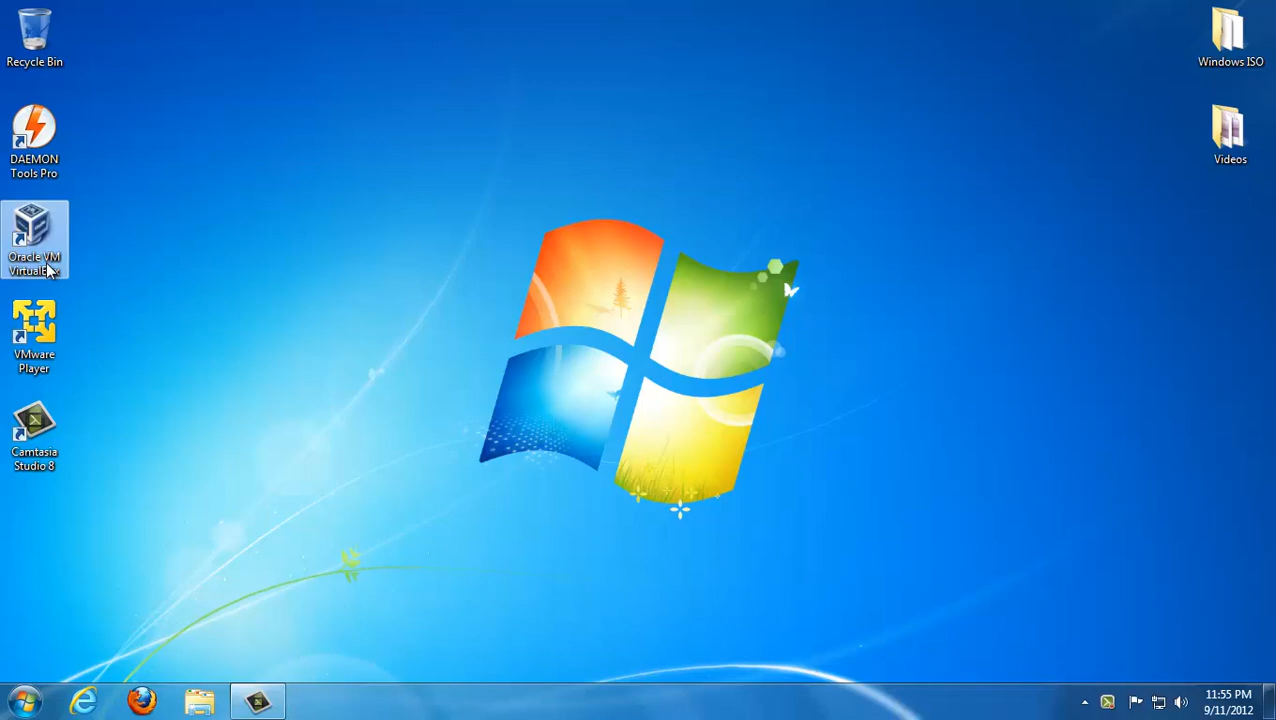 Recycle Bin
DAEMON
Tools Pro
Oracle VM
VMware
Player
Camtasia
Studio 8
Windows ISO
Videos
11:55 PM
9/11/2012